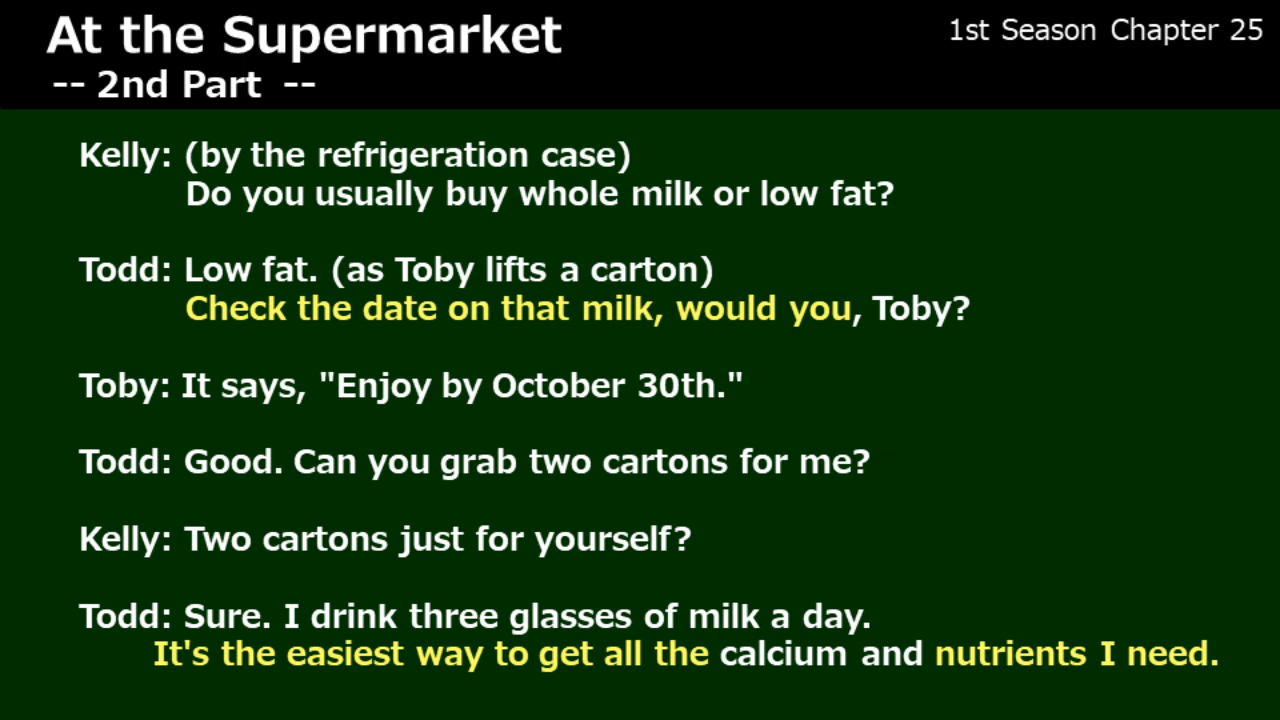 At the Supermarket
1st Season Chapter 25
-- 2nd Part --
Kelly: (by the refrigeration case)
Do you usually buy whole milk or low fat?
Todd: Low fat. (as Toby lifts a carton)
Check the date on that milk, would you, Toby?
Toby: It says, "Enjoy by October 30th."
Todd: Good. Can you grab two cartons for me?
Kelly: Two cartons just for yourself?
Todd: Sure. I drink three glasses of milk a day.
It's the easiest way to get all the calcium and nutrients I need.